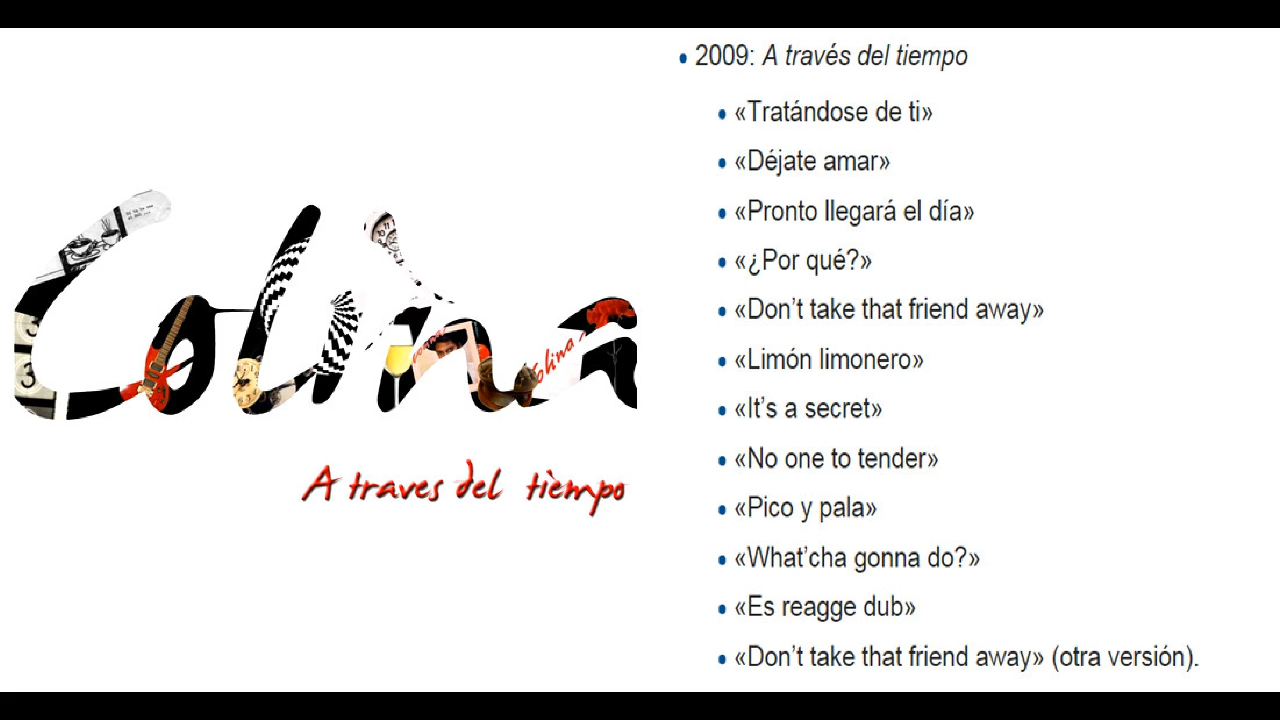 Colina
A traves del tiempo
• 2009: A través del tiempo
• «Tratándose de ti»
• «Déjate amar»
• «Pronto llegará el día»
• «¿Por qué?»
• «Don’t take that friend away»
• «Limón limonero»
• «It’s a secret»
• «No one to tender»
• «Pico y pala»
• «What’cha gonna do?»
• «Es reagge dub»
• «Don’t take that friend away» (otra versión).